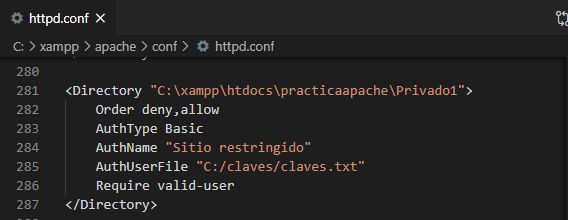 httpd.conf
C: > xampp > apache > conf > httpd.conf
280
281 <Directory "C:\xampp\htdocs\practicaapache\Privado1">
282 Order deny,allow
283 AuthType Basic
284 AuthName "Sitio restringido"
285 AuthUserFile "C:/claves/claves.txt"
286 Require valid-user
287 </Directory>